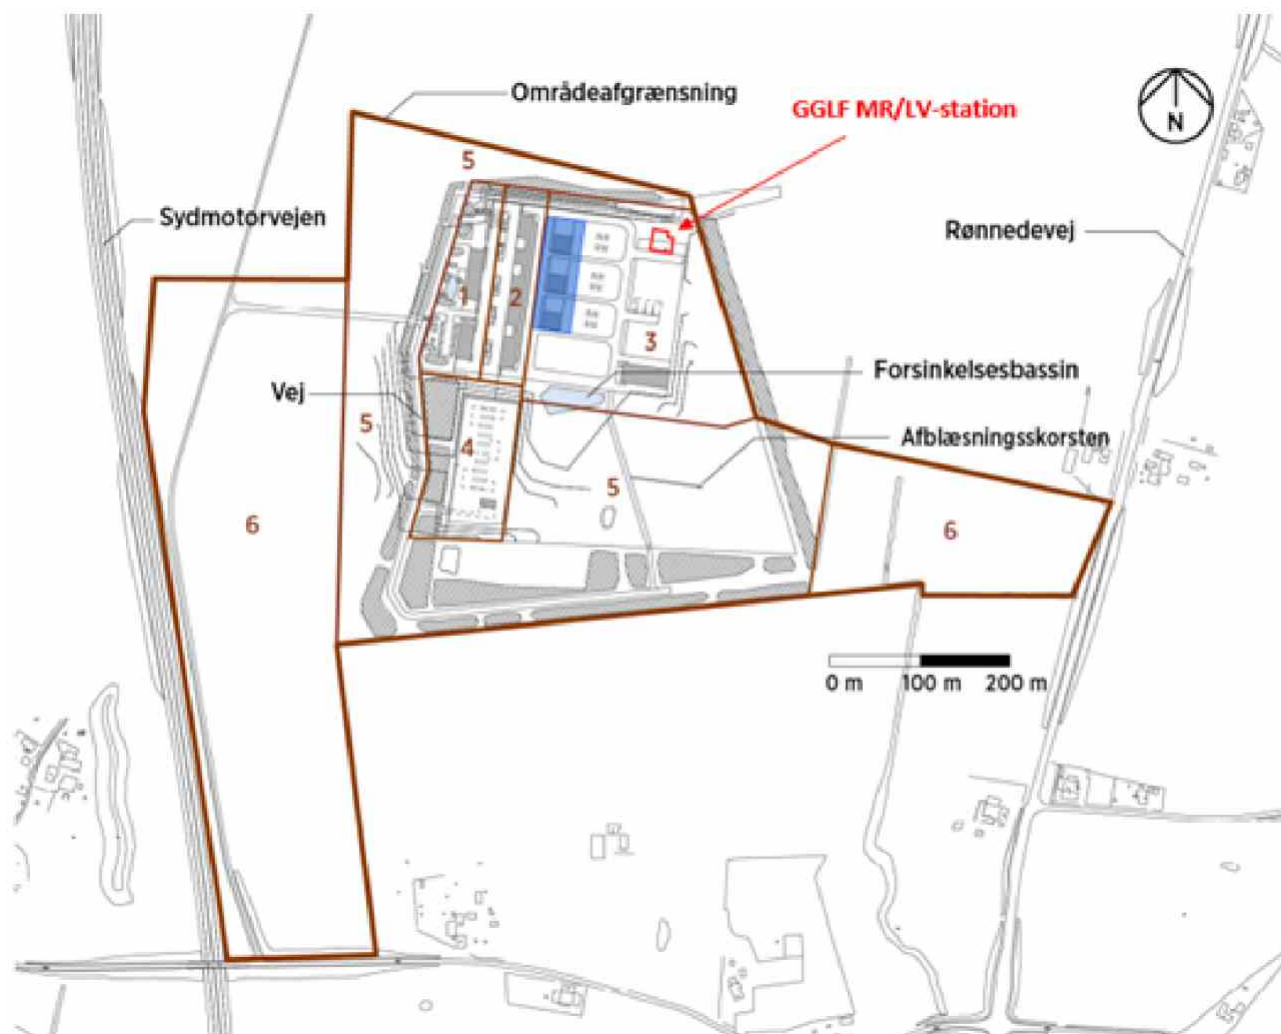 Områdeafgrænsning
GGLF MR/LV-station
N
5
Sydmotorvejen
Rønnedevej
1
2
3
Forsinkelsesbassin
Vej
5
4
Afblæsningsskorsten
5
6
6
0 m 100 m 200 m